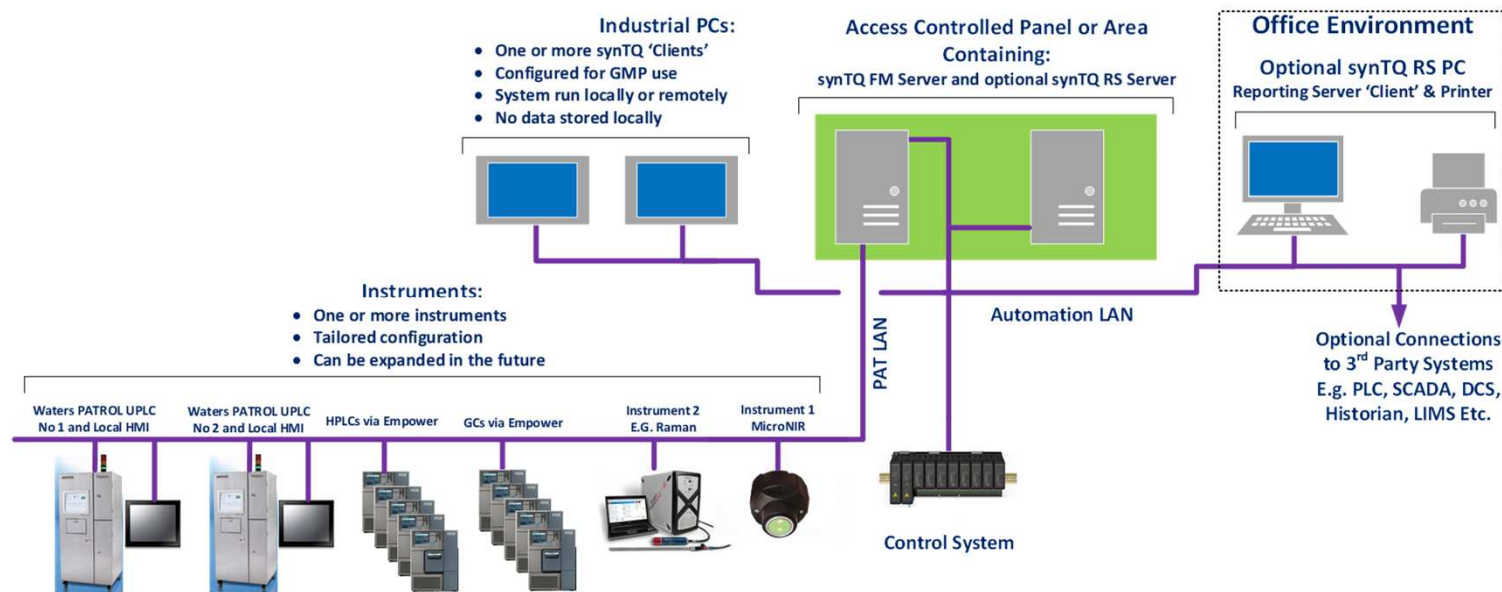 Industrial PCs:
• One or more synTQ ‘Clients’
• Configured for GMP use
• System run locally or remotely
• No data stored locally
Access Controlled Panel or Area
Containing:
synTQ FM Server and optional synTQ RS Server
Office Environment
Optional synTQ RS PC
Reporting Server ‘Client’ & Printer
Instruments:
• One or more instruments
• Tailored configuration
• Can be expanded in the future
PAT LAN
Automation LAN
Optional Connections
to 3rd Party Systems
E.g. PLC, SCADA, DCS,
Historian, LIMS Etc.
Waters PATROL UPLC
No 1 and Local HMI
Waters PATROL UPLC
No 2 and Local HMI
HPLCs via Empower
GCs via Empower
Instrument 2
E.G. Raman
Instrument 1
MicroNIR
Control System